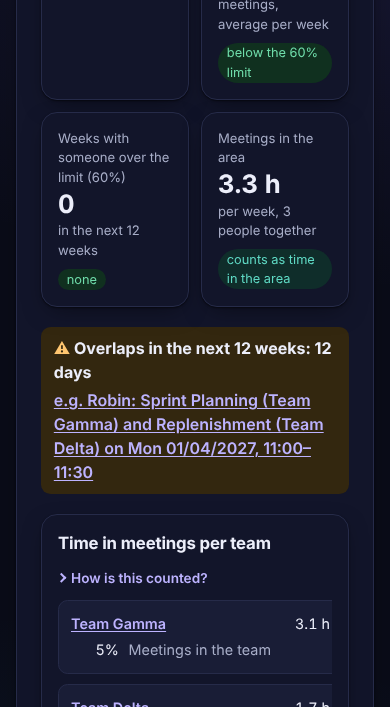 meetings,
average per week
below the 60%
limit
Weeks with
someone over the
limit (60%)
0
in the next 12
weeks
none
Meetings in the
area
3.3 h
per week, 3
people together
counts as time
in the area
⚠ Overlaps in the next 12 weeks: 12
days
e.g. Robin: Sprint Planning (Team
Gamma) and Replenishment (Team
Delta) on Mon 01/04/2027, 11:00–
11:30
Time in meetings per team
How is this counted?
Team Gamma 3.1 h
5% Meetings in the team
Team Delta 1.7 h